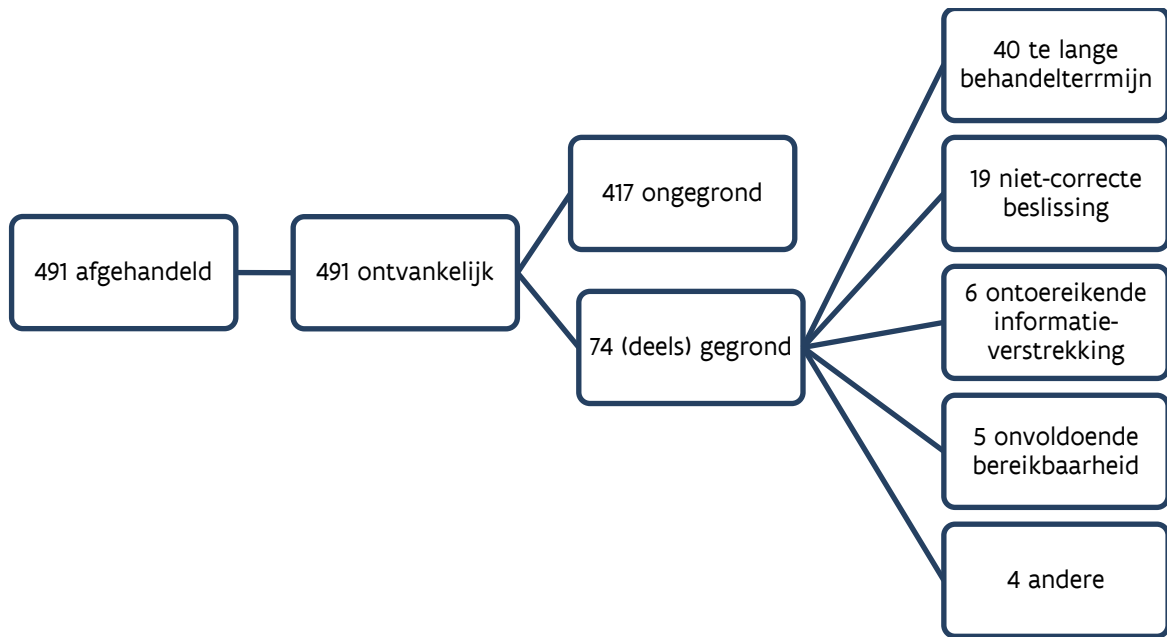 491 afgehandeld
491 ontvankelijk
417 ongegrond
74 (deels) gegrond
40 te lange
behandelterrmijn
19 niet-correcte
beslissing
6 ontoereikende
informatie-
verstrekking
5 onvoldoende
bereikbaarheid
4 andere